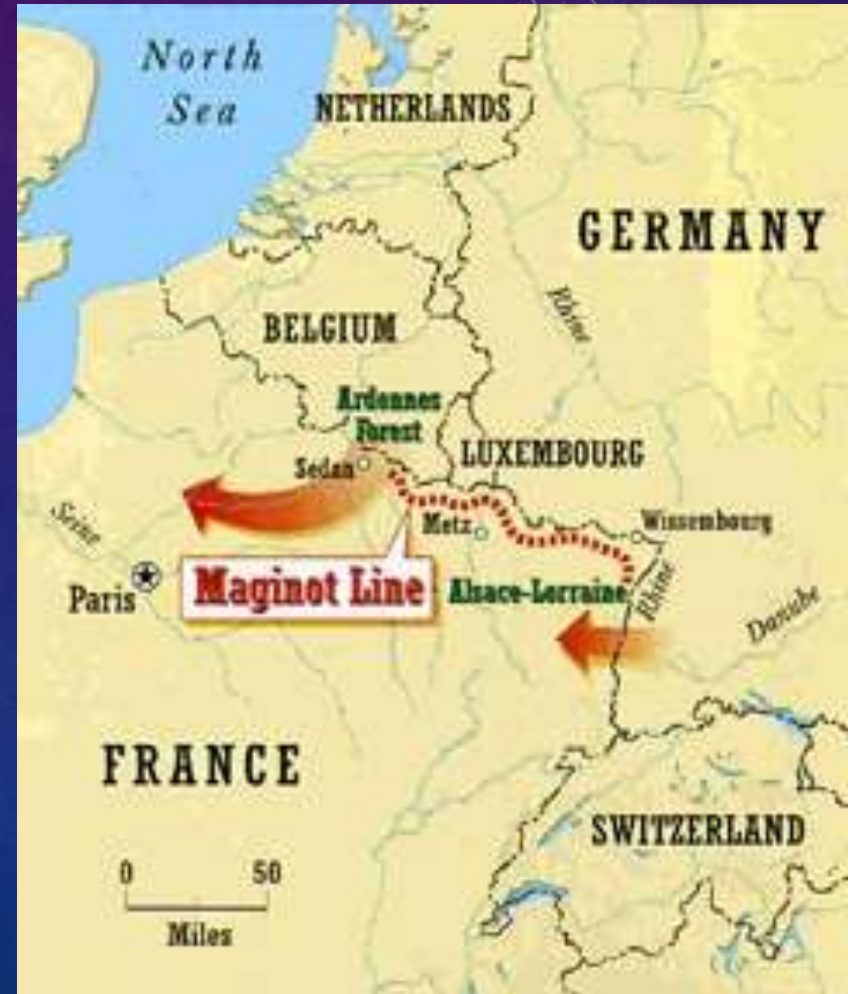 North
Sea
NETHERLANDS
GERMANY
Rhine
BELGIUM
Ardennes
Forest
LUXEMBOURG
Sedan
Seine
Metz
Wissembourg
Maginot Line
Alsace-Lorraine
Rhine
Paris
Danube
FRANCE
SWITZERLAND
0 50
Miles